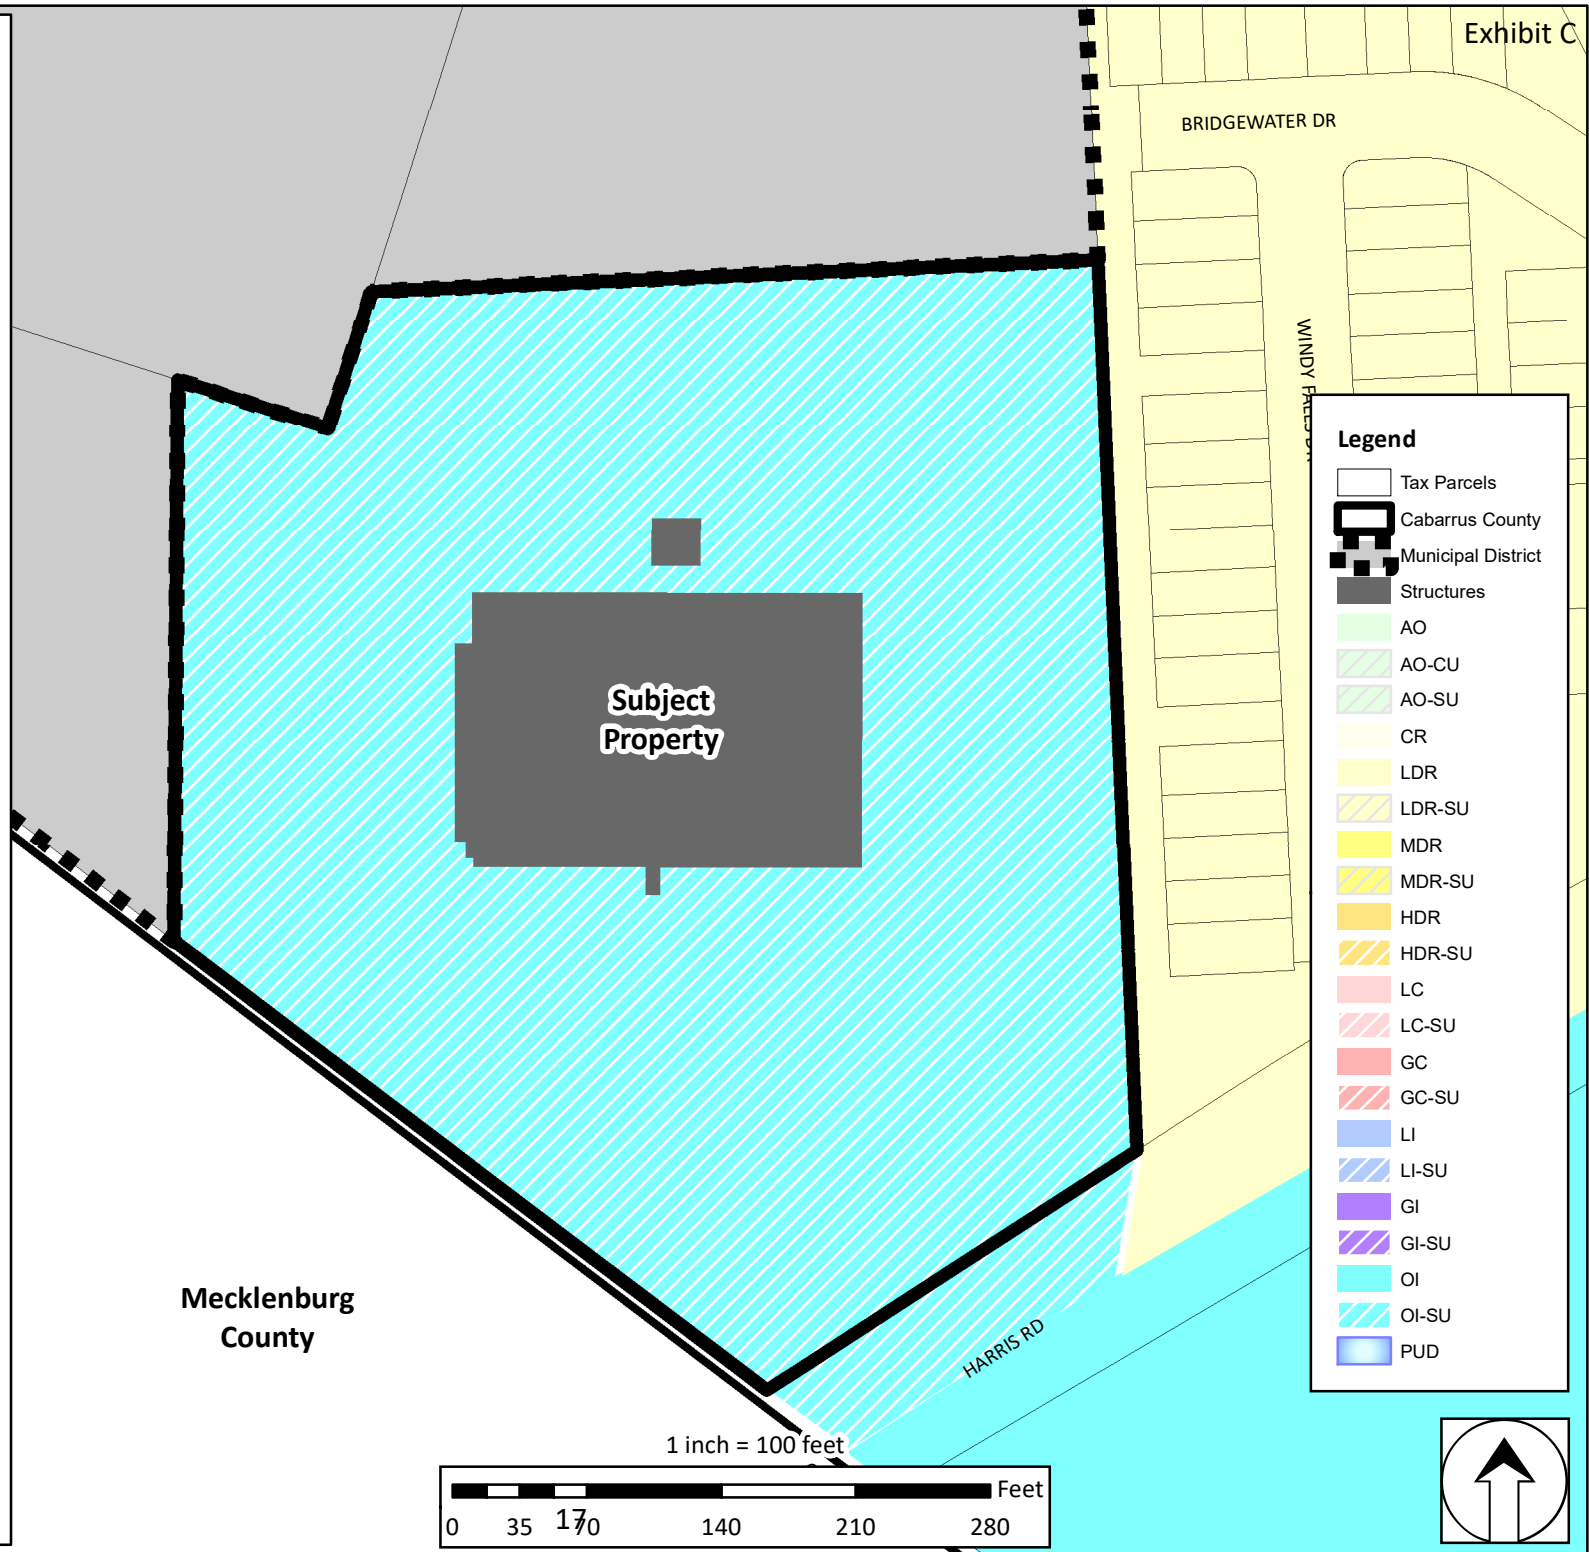 Exhibit C
BRIDGEWATER DR
WINDY FALLS DR
Legend
Tax Parcels
Cabarrus County
Municipal District
Structures
AO
AO-CU
AO-SU
CR
LDR
LDR-SU
MDR
MDR-SU
HDR
HDR-SU
LC
LC-SU
GC
GC-SU
LI
LI-SU
GI
GI-SU
OI
OI-SU
PUD
Subject
Property
Mecklenburg
County
HARRIS RD
1 inch = 100 feet
Feet
0 35 70 140 210 280
17